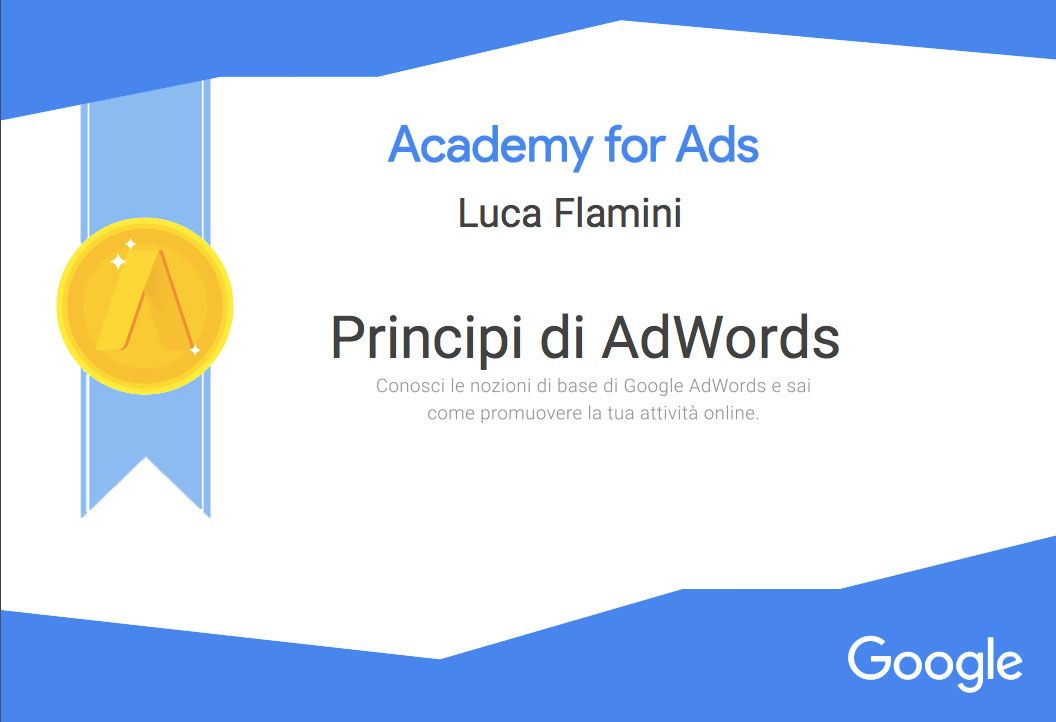 Academy for Ads
Luca Flamini
Principi di AdWords
Conosci le nozioni di base di Google AdWords e sai
come promuovere la tua attività online.
Google